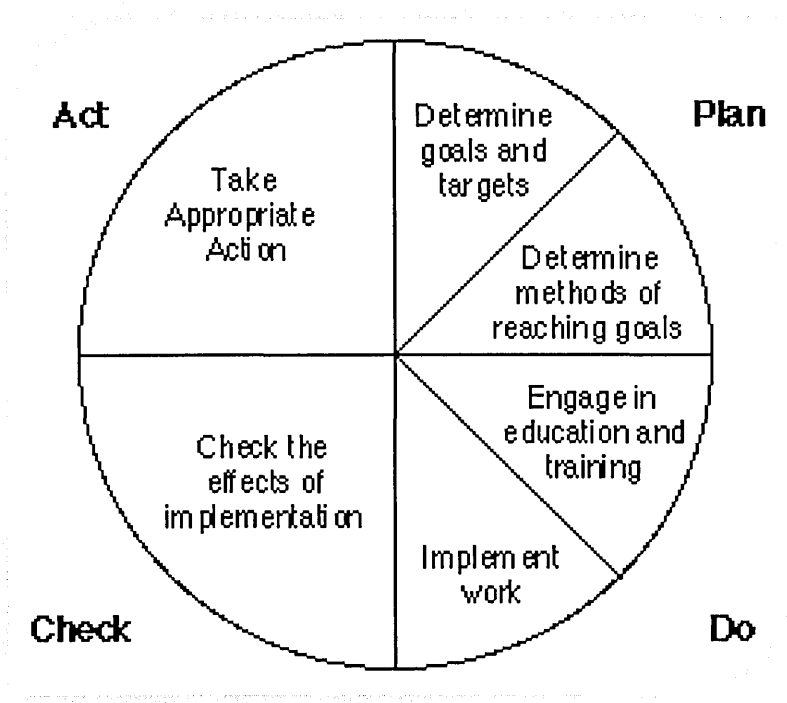 Act
Plan
Determine
goals and
targets
Take
Appropriate
Action
Determine
methods of
reaching goals
Engage in
education and
training
Check the
effects of
implementation
Implement
work
Check
Do